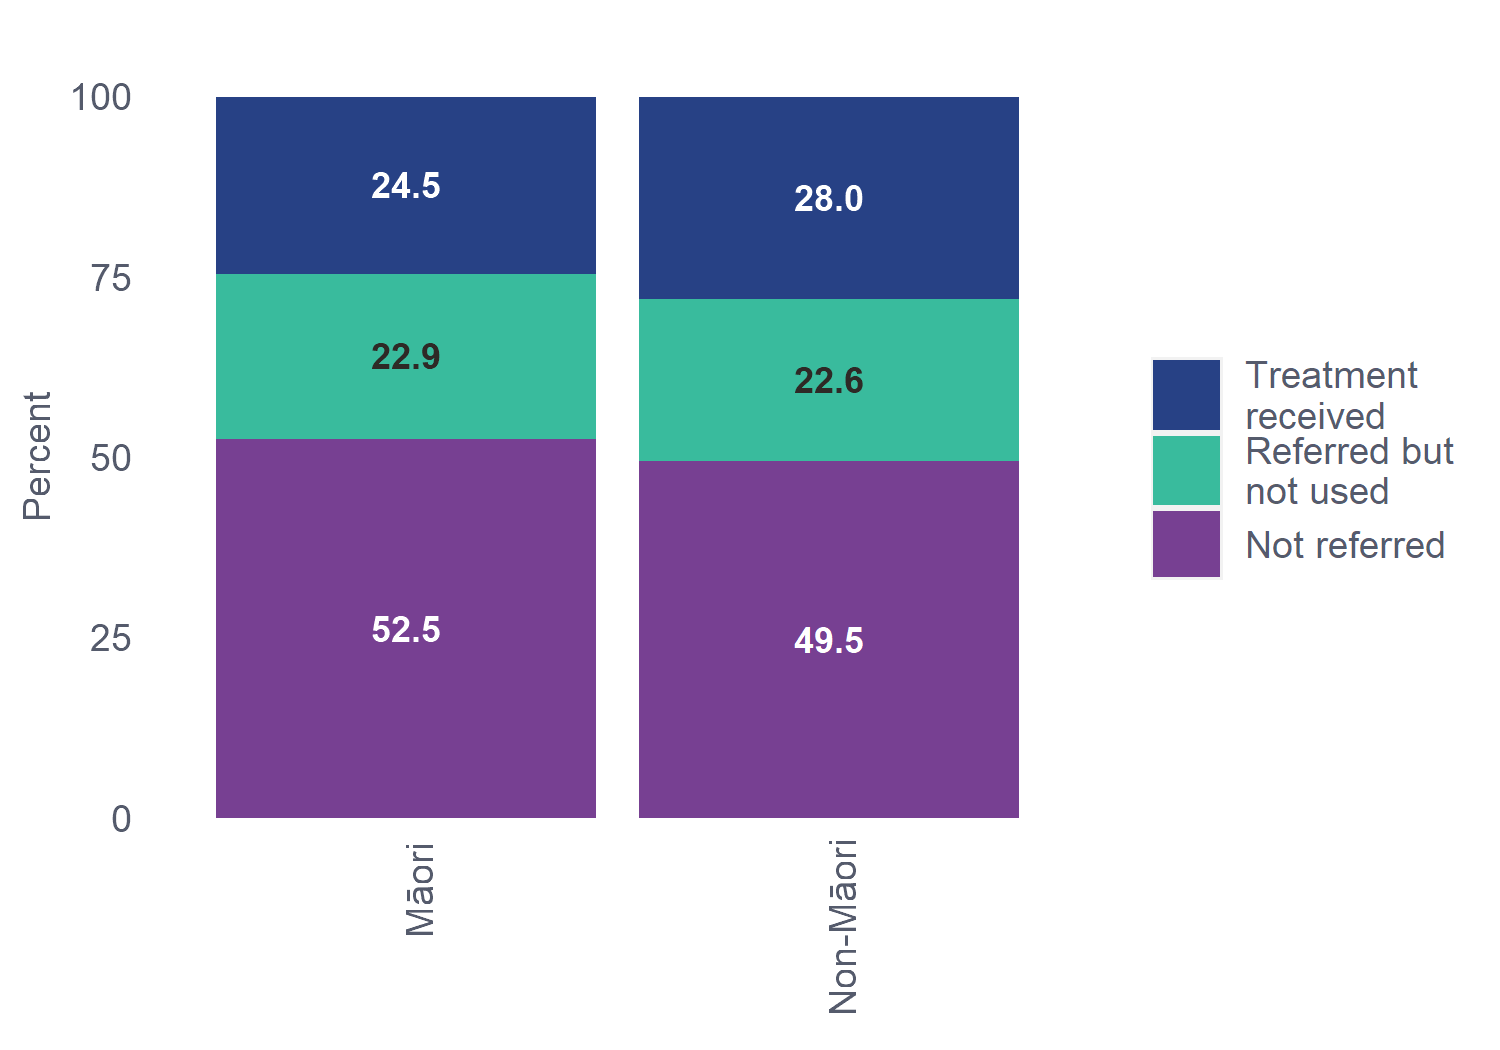 Percent
100
75
50
25
0
24.5
22.9
52.5
28.0
22.6
49.5
Māori
Non-Māori
Treatment
received
Referred but
not used
Not referred